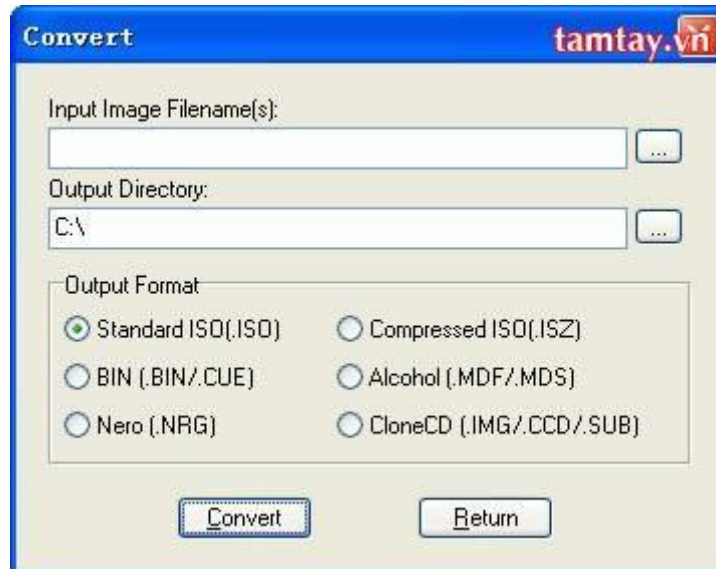 Convert
tamtay.vn
Input Image Filename(s):
...
Output Directory:
C:\
...
Output Format
Standard ISO(.ISO)
Compressed ISO(.ISZ)
BIN (.BIN/.CUE)
Alcohol (.MDF/.MDS)
Nero (.NRG)
CloneCD (.IMG/.CCD/.SUB)
Convert
Return